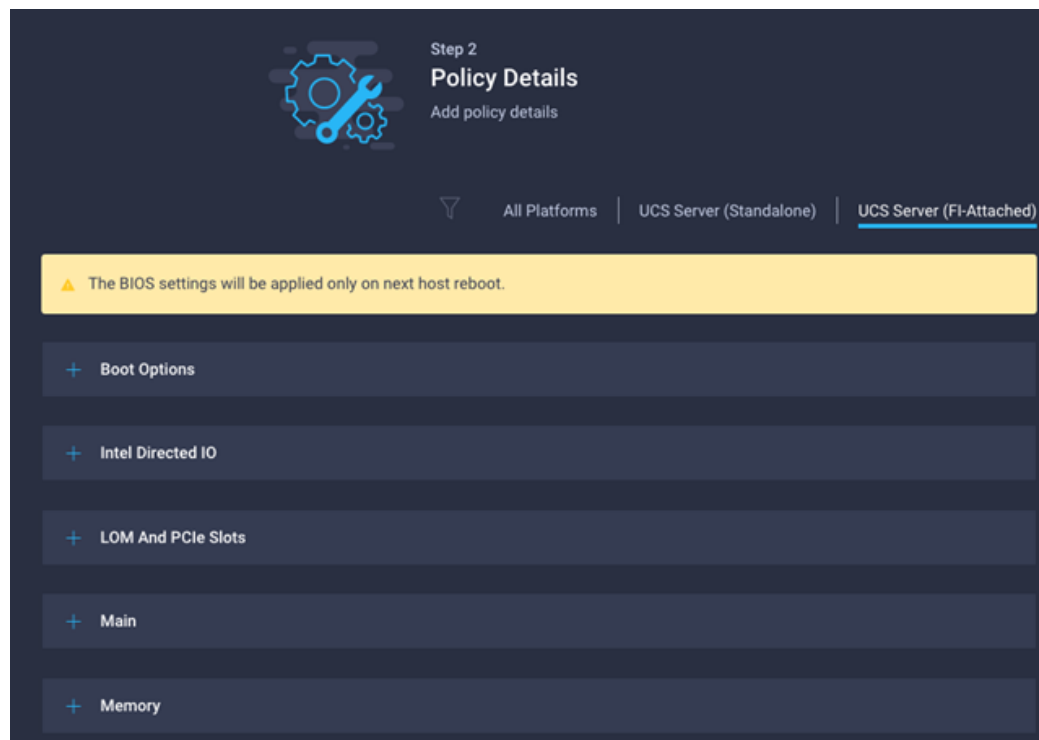 Step 2
Policy Details
Add policy details
All Platforms
UCS Server (Standalone)
UCS Server (FI-Attached)
The BIOS settings will be applied only on next host reboot.
Boot Options
Intel Directed IO
LOM And PCIe Slots
Main
Memory